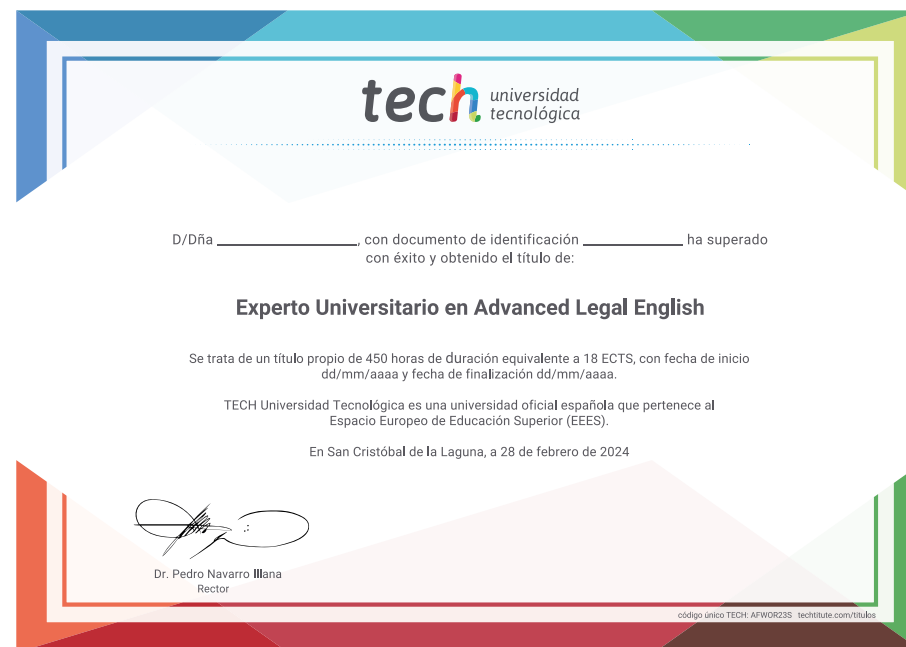 tech universidad
tecnológica
D/Dña ______________, con documento de identificación __________ ha superado
con éxito y obtenido el título de:
Experto Universitario en Advanced Legal English
Se trata de un título propio de 450 horas de duración equivalente a 18 ECTS, con fecha de inicio
dd/mm/aaaa y fecha de finalización dd/mm/aaaa.
TECH Universidad Tecnológica es una universidad oficial española que pertenece al
Espacio Europeo de Educación Superior (EEES).
En San Cristóbal de la Laguna, a 28 de febrero de 2024
Dr. Pedro Navarro Illana
Rector
código único TECH: AFWOR23S techtitute.com/titulos